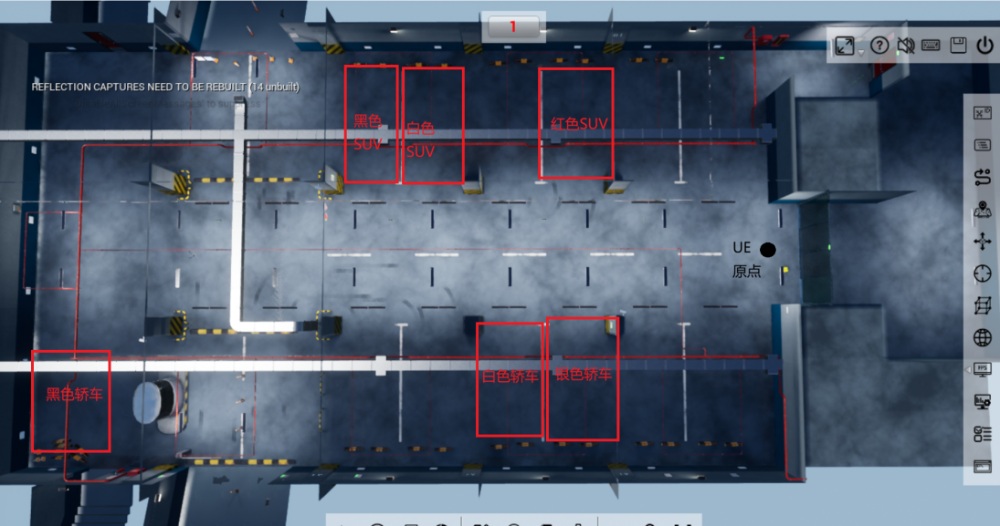 1
REFLECTION CAPTURES NEED TO BE REBUILT (14 unbuilt)
黑色
SUV
白色
SUV
红色SUV
UE
原点
黑色轿车
白色轿车
银色轿车
FPS